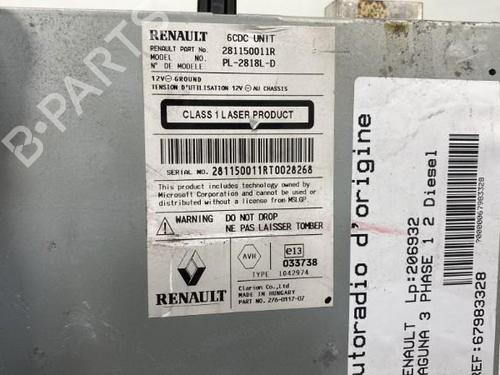 RENAULT 6CDC UNIT
RENAULT PART No. 281150011R
MODEL NO. PL-2818L-D
N° DE MODELE
12V⎓GROUND
TENSION D'UTILISATION 12V⎓AU CHASSIS
CLASS 1 LASER PRODUCT
SERIAL NO. 281150011RT0028268
This product includes technology owned by
Microsoft Corporation and cannot be used or
distributed without a license from MSLGP.
WARNING DO NOT DROP
NE PAS LAISSER TOMBER
AVH
e13
033738
TYPE 1042974
RENAULT
Clarion Co.,Ltd
MADE IN HUNGARY
PART No. 276-0117-07
autoradio d'origine
RENAULT Lp:206932
LAGUNA 3 PHASE 1 2 Diesel
REF:67983328
B-PARTS